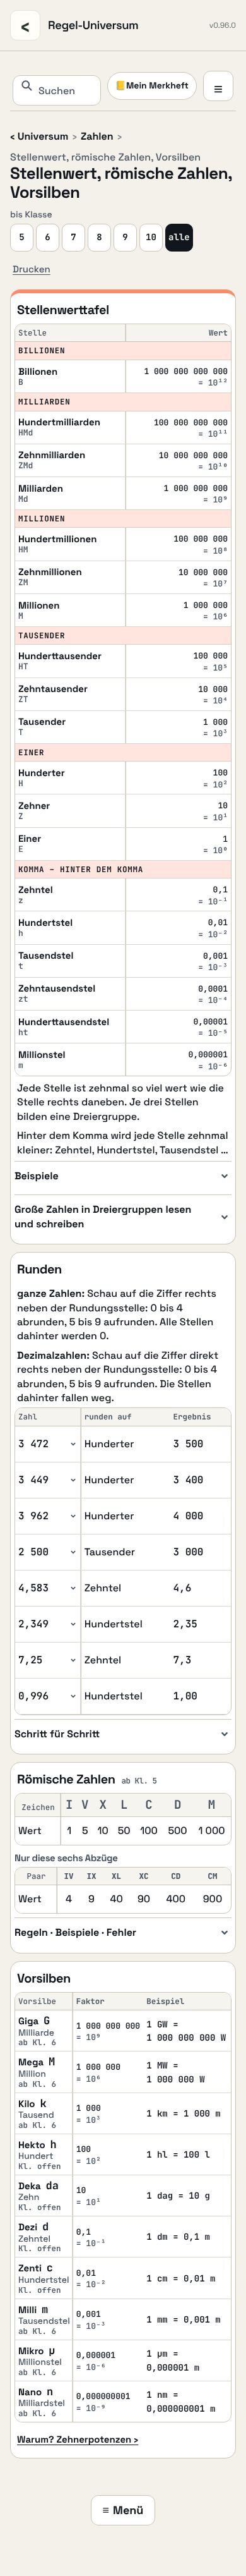 < Regel-Universum v0.96.0
Suchen
📒Mein Merkheft
≡
< Universum > Zahlen >
Stellenwert, römische Zahlen, Vorsilben
Stellenwert, römische Zahlen,
Vorsilben
bis Klasse
5 6 7 8 9 10 alle
Drucken
Stellenwerttafel
Stelle Wert
BILLIONEN
Billionen 1 000 000 000 000
B = 10¹²
MILLIARDEN
Hundertmilliarden 100 000 000 000
HMd = 10¹¹
Zehnmilliarden 10 000 000 000
ZMd = 10¹⁰
Milliarden 1 000 000 000
Md = 10⁹
MILLIONEN
Hundertmillionen 100 000 000
HM = 10⁸
Zehnmillionen 10 000 000
ZM = 10⁷
Millionen 1 000 000
M = 10⁶
TAUSENDER
Hunderttausender 100 000
HT = 10⁵
Zehntausender 10 000
ZT = 10⁴
Tausender 1 000
T = 10³
EINER
Hunderter 100
H = 10²
Zehner 10
Z = 10¹
Einer 1
E = 10⁰
KOMMA – HINTER DEM KOMMA
Zehntel 0,1
z = 10⁻¹
Hundertstel 0,01
h = 10⁻²
Tausendstel 0,001
t = 10⁻³
Zehntausendstel 0,0001
zt = 10⁻⁴
Hunderttausendstel 0,00001
ht = 10⁻⁵
Millionstel 0,000001
m = 10⁻⁶
Jede Stelle ist zehnmal so viel wert wie die
Stelle rechts daneben. Je drei Stellen
bilden eine Dreiergruppe.
Hinter dem Komma wird jede Stelle zehnmal
kleiner: Zehntel, Hundertstel, Tausendstel …
Beispiele
Große Zahlen in Dreiergruppen lesen
und schreiben
Runden
ganze Zahlen: Schau auf die Ziffer rechts
neben der Rundungsstelle: 0 bis 4
abrunden, 5 bis 9 aufrunden. Alle Stellen
dahinter werden 0.
Dezimalzahlen: Schau auf die Ziffer direkt
rechts neben der Rundungsstelle: 0 bis 4
abrunden, 5 bis 9 aufrunden. Die Stellen
dahinter fallen weg.
Zahl runden auf Ergebnis
3 472 Hunderter 3 500
3 449 Hunderter 3 400
3 962 Hunderter 4 000
2 500 Tausender 3 000
4,583 Zehntel 4,6
2,349 Hundertstel 2,35
7,25 Zehntel 7,3
0,996 Hundertstel 1,00
Schritt für Schritt
Römische Zahlen ab Kl. 5
Zeichen I V X L C D M
Wert 1 5 10 50 100 500 1 000
Nur diese sechs Abzüge
Paar IV IX XL XC CD CM
Wert 4 9 40 90 400 900
Regeln · Beispiele · Fehler
Vorsilben
Vorsilbe Faktor Beispiel
Giga G 1 000 000 000 1 GW =
Milliarde = 10⁹ 1 000 000 000 W
ab Kl. 6
Mega M 1 000 000 1 MW =
Million = 10⁶ 1 000 000 W
ab Kl. 6
Kilo k 1 000 1 km = 1 000 m
Tausend = 10³
ab Kl. 6
Hekto h 100 1 hl = 100 l
Hundert = 10²
Kl. offen
Deka da 10 1 dag = 10 g
Zehn = 10¹
Kl. offen
Dezi d 0,1 1 dm = 0,1 m
Zehntel = 10⁻¹
Kl. offen
Zenti c 0,01 1 cm = 0,01 m
Hundertstel = 10⁻²
Kl. offen
Milli m 0,001 1 mm = 0,001 m
Tausendstel = 10⁻³
ab Kl. 6
Mikro µ 0,000001 1 µm =
Millionstel = 10⁻⁶ 0,000001 m
ab Kl. 6
Nano n 0,000000001 1 nm =
Milliardstel = 10⁻⁹ 0,000000001 m
ab Kl. 6
Warum? Zehnerpotenzen >
≡ Menü